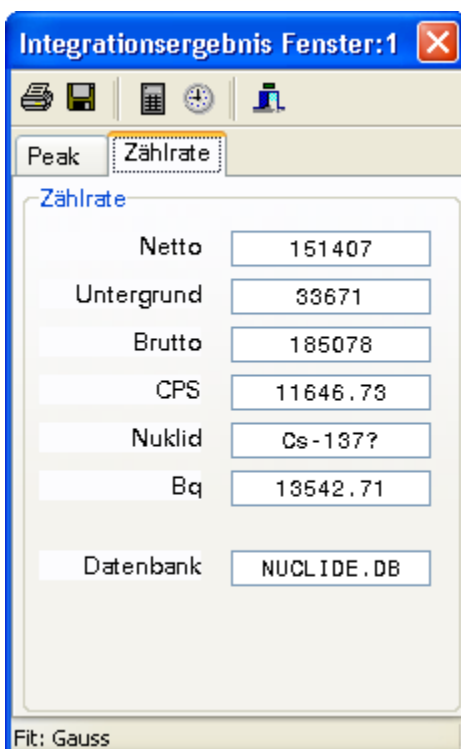 Integrationsergebnis Fenster:1
Peak Zählrate
Zählrate
Netto 151407
Untergrund 33671
Brutto 185078
CPS 11646.73
Nuklid Cs-137?
Bq 13542.71
Datenbank NUCLIDE.DB
Fit: Gauss